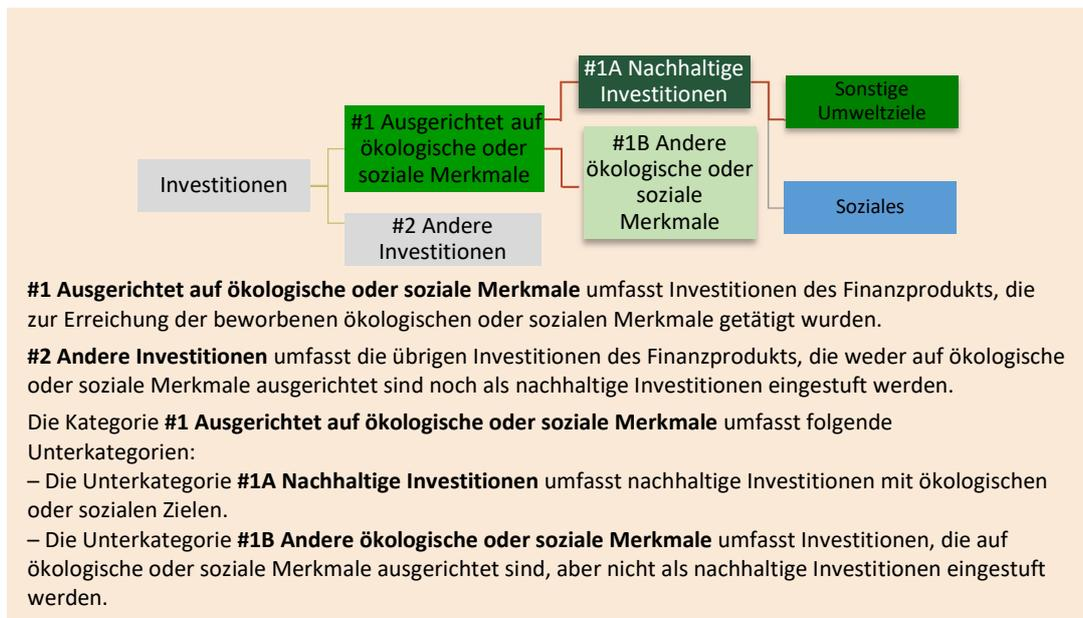 #1A Nachhaltige
Investitionen
Sonstige
Umweltziele
#1 Ausgerichtet auf
ökologische oder
soziale Merkmale
#1B Andere
ökologische oder
soziale
Merkmale
Investitionen
Soziales
#2 Andere
Investitionen
#1 Ausgerichtet auf ökologische oder soziale Merkmale umfasst Investitionen des Finanzprodukts, die
zur Erreichung der beworbenen ökologischen oder sozialen Merkmale getätigt wurden.
#2 Andere Investitionen umfasst die übrigen Investitionen des Finanzprodukts, die weder auf ökologische
oder soziale Merkmale ausgerichtet sind noch als nachhaltige Investitionen eingestuft werden.
Die Kategorie #1 Ausgerichtet auf ökologische oder soziale Merkmale umfasst folgende
Unterkategorien:
– Die Unterkategorie #1A Nachhaltige Investitionen umfasst nachhaltige Investitionen mit ökologischen
oder sozialen Zielen.
– Die Unterkategorie #1B Andere ökologische oder soziale Merkmale umfasst Investitionen, die auf
ökologische oder soziale Merkmale ausgerichtet sind, aber nicht als nachhaltige Investitionen eingestuft
werden.